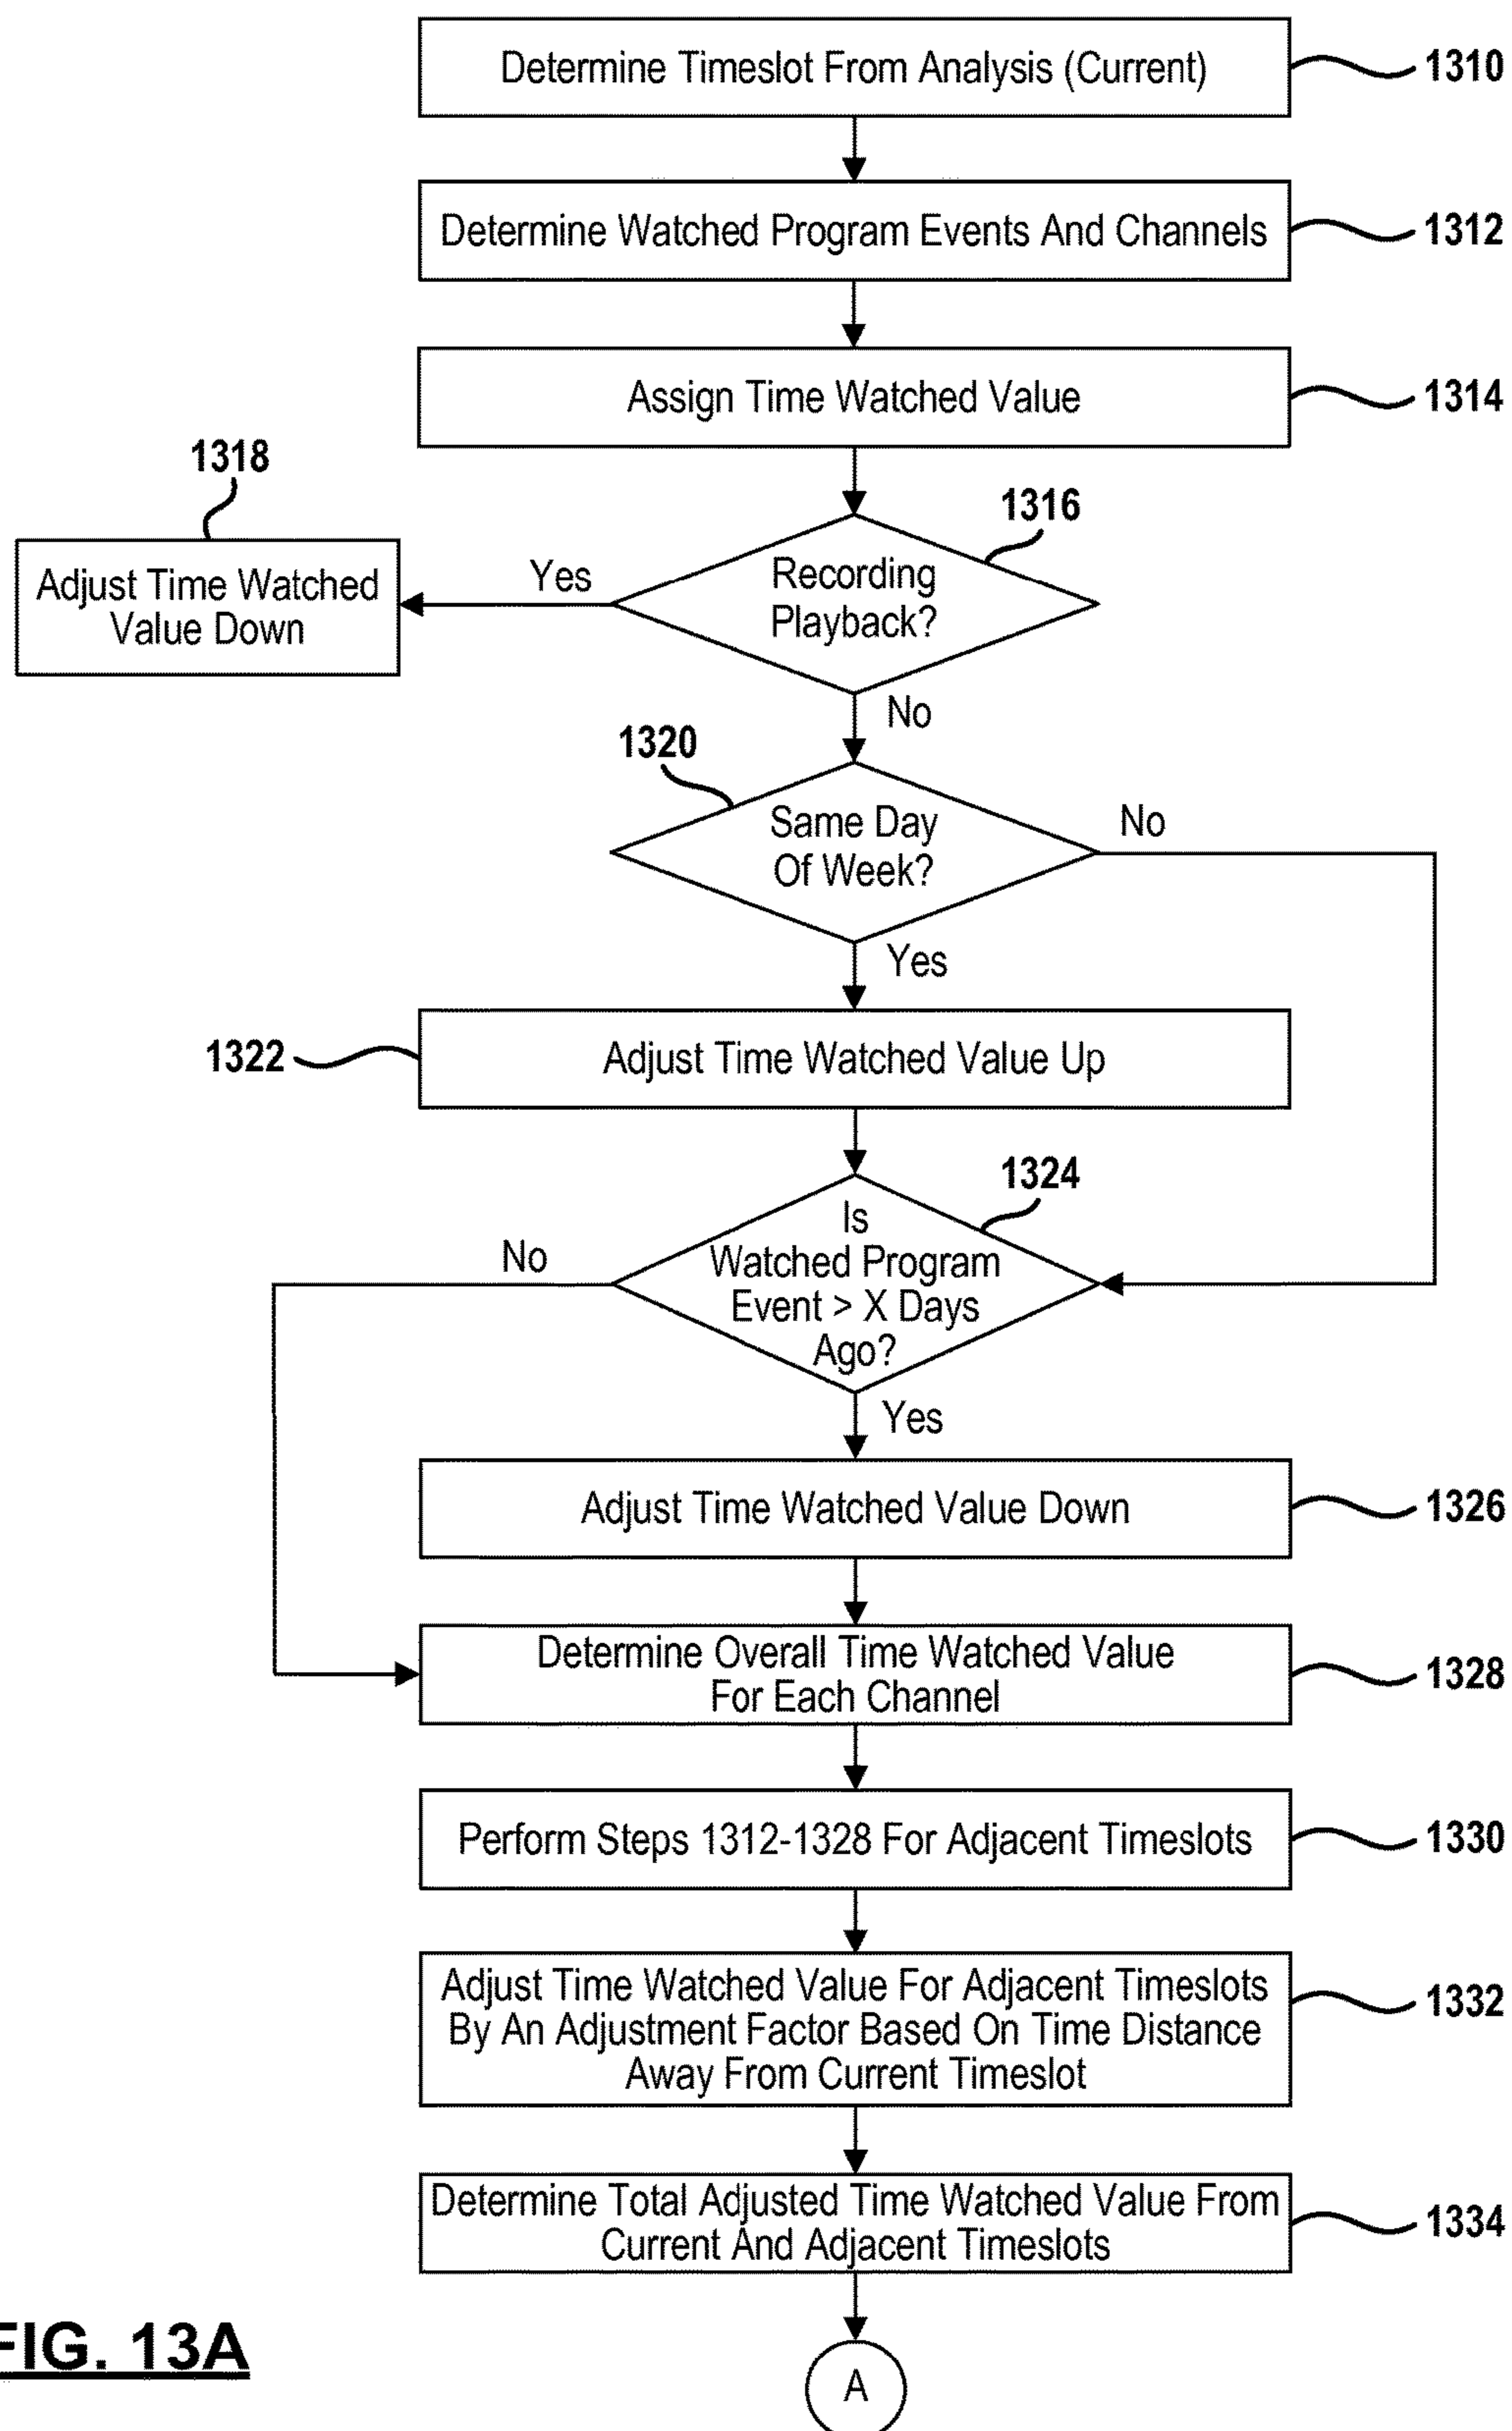 Determine Timeslot From Analysis (Current)
1310
Determine Watched Program Events And Channels
1312
Assign Time Watched Value
1314
1318
Adjust Time Watched
Value Down
Yes
1316
Recording
Playback?
No
1320
Same Day
Of Week?
No
Yes
1322
Adjust Time Watched Value Up
1324
Is
Watched Program
Event > X Days
Ago?
No
Yes
Adjust Time Watched Value Down
1326
Determine Overall Time Watched Value
For Each Channel
1328
Perform Steps 1312-1328 For Adjacent Timeslots
1330
Adjust Time Watched Value For Adjacent Timeslots
By An Adjustment Factor Based On Time Distance
Away From Current Timeslot
1332
Determine Total Adjusted Time Watched Value From
Current And Adjacent Timeslots
1334
FIG. 13A
A